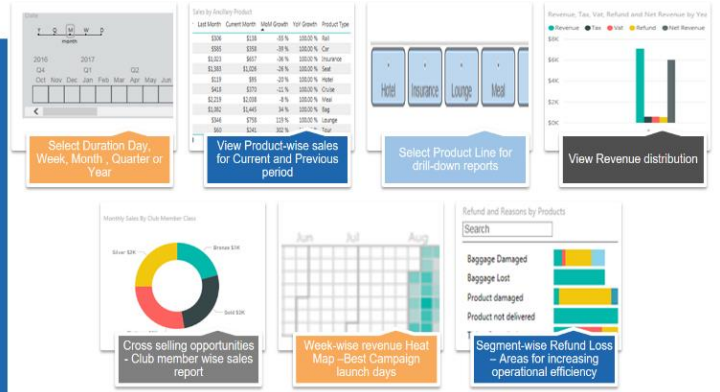 Date
Y Q M W D
month
2016 2017
Q4 Q1 Q2
Oct Nov Dec Jan Feb Mar Apr May Jun
Select Duration Day,
Week, Month , Quarter or
Year
Sales by Ancillary Product
Last Month Current Month MoM Growth YoY Growth Product Type
$306 $138 -55 % 100.00 % Rail
$585 $358 -39 % 100.00 % Car
$1,023 $657 -36 % 100.00 % Insurance
$1,383 $1,026 -26 % 100.00 % Seat
$119 $95 -20 % 100.00 % Hotel
$418 $370 -11 % 100.00 % Cruise
$2,219 $2,038 -8 % 100.00 % Meal
$1,082 $1,445 34 % 100.00 % Bag
$346 $758 119 % 100.00 % Lounge
$60 $241 302 % 100.00 % Tour
View Product-wise sales
for Current and Previous
period
Hotel Insurance Lounge Meal
Select Product Line for
drill-down reports
Revenue, Tax, Vat, Refund and Net Revenue by Yea
Revenue Tax Vat Refund Net Revenue
$8K
$6K
$4K
$2K
$0K
View Revenue distribution
Monthly Sales By Club Member Class
Silver $2K
Bronze $2K
Gold $2K
Cross selling opportunities
- Club member wise sales
report
Jun Jul Aug
Week-wise revenue Heat
Map –Best Campaign
launch days
Refund and Reasons by Products
Search
Baggage Damaged
Baggage Lost
Product damaged
Product not delivered
Segment-wise Refund Loss
– Areas for increasing
operational efficiency